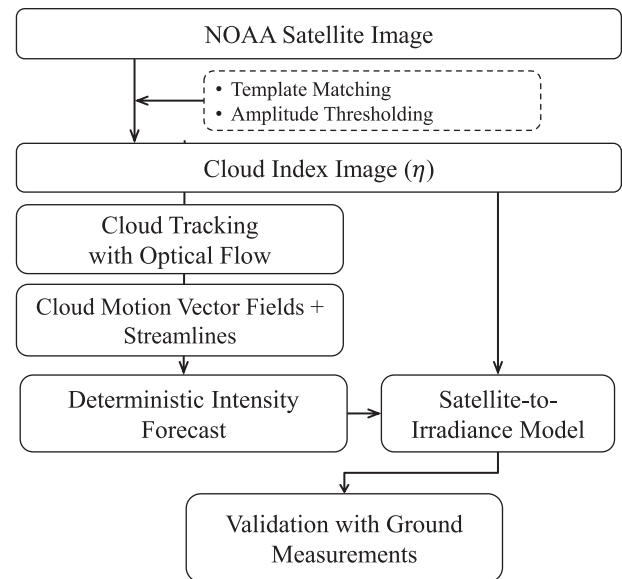 NOAA Satellite Image
• Template Matching
• Amplitude Thresholding
Cloud Index Image (η)
Cloud Tracking
with Optical Flow
Cloud Motion Vector Fields +
Streamlines
Deterministic Intensity
Forecast
Satellite-to-
Irradiance Model
Validation with Ground
Measurements